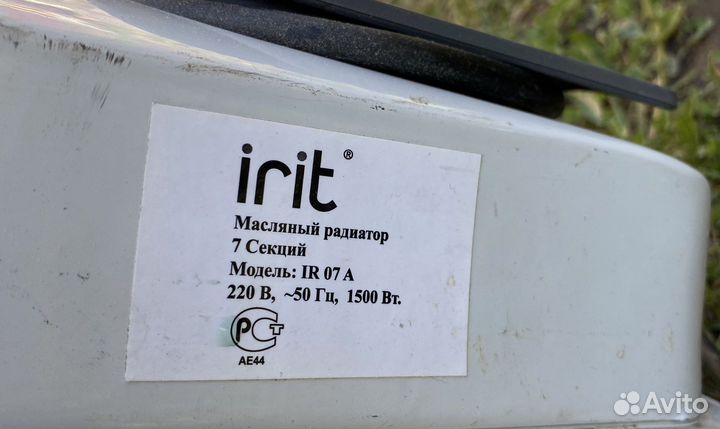 irit®
Масляный радиатор
7 Секций
Модель: IR 07 A
220 В, ~50 Гц, 1500 Вт.
РСТ
АЕ44
Avito